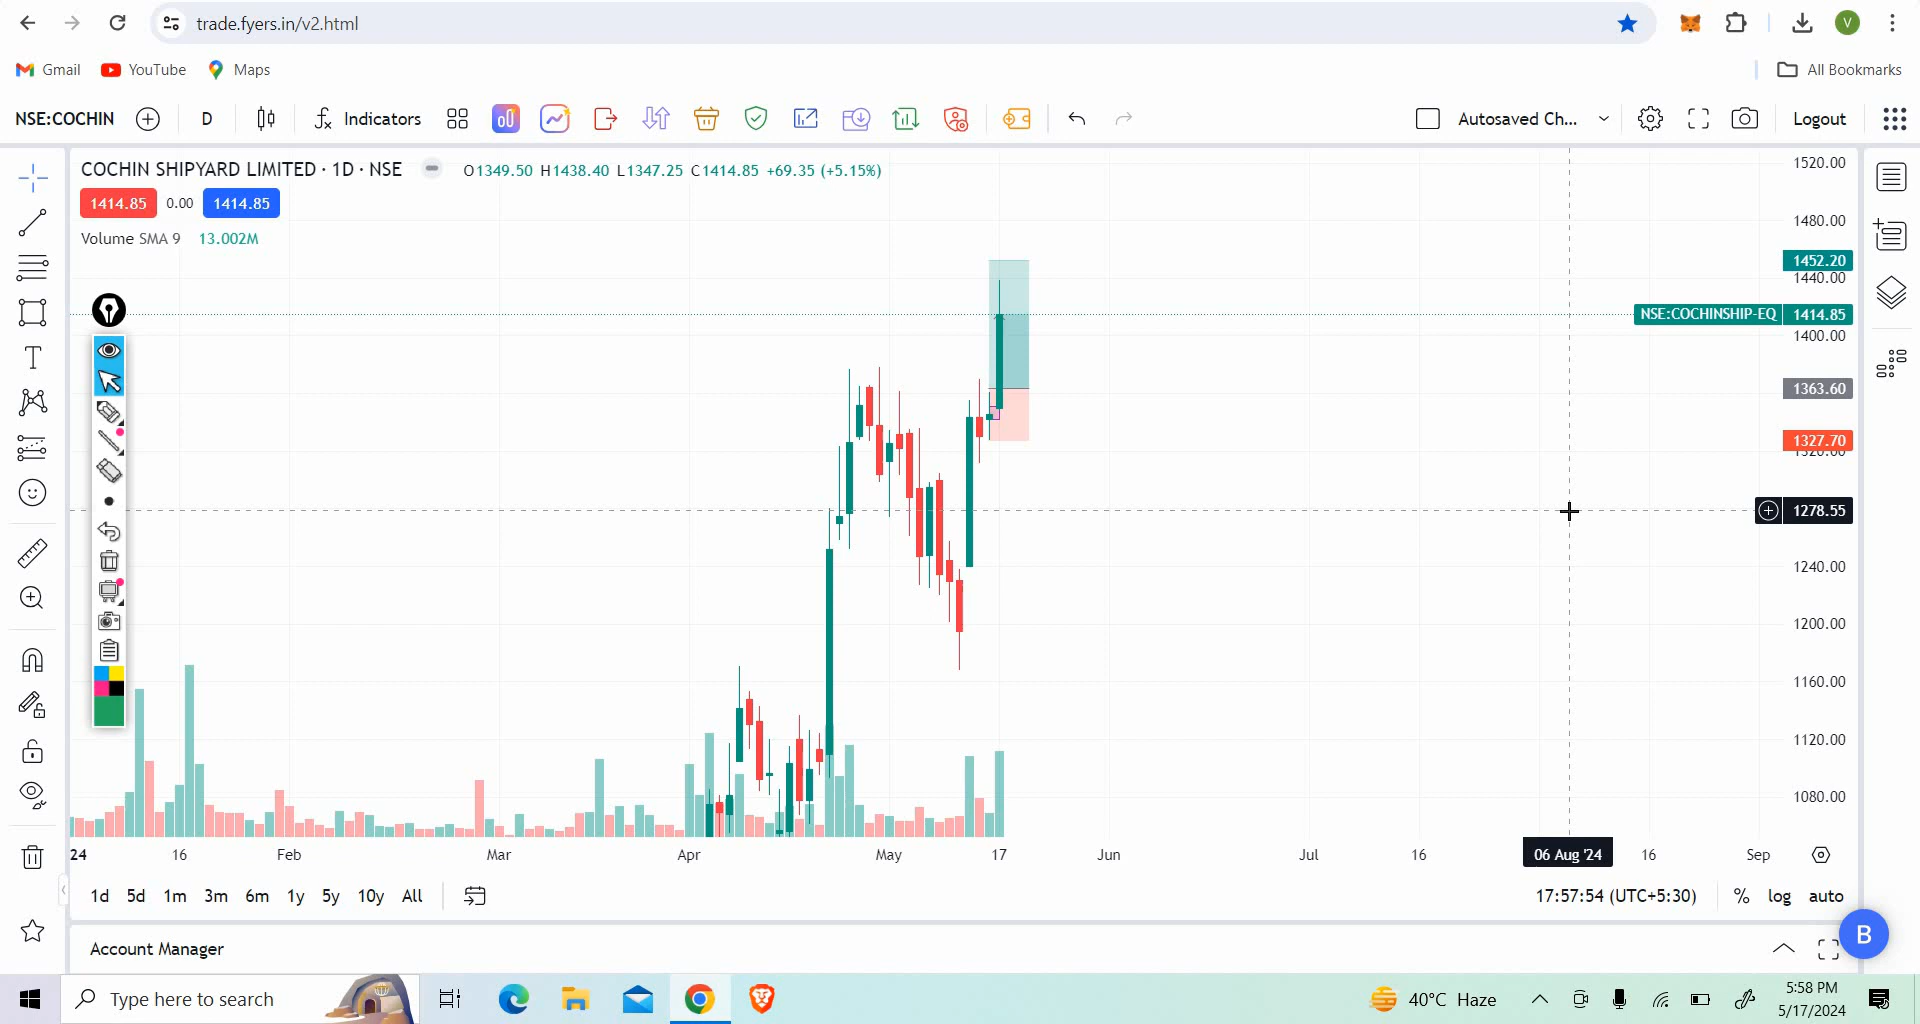 trade.fyers.in/v2.html
V
Gmail YouTube Maps All Bookmarks
NSE:COCHIN D Indicators Autosaved Ch... Logout
COCHIN SHIPYARD LIMITED · 1D · NSE O1349.50 H1438.40 L1347.25 C1414.85 +69.35 (+5.15%)
1414.85 0.00 1414.85
Volume SMA 9 13.002M
1520.00
1480.00
1452.20
1440.00
NSE:COCHINSHIP-EQ 1414.85
1400.00
1363.60
1327.70
1320.00
1278.55
1240.00
1200.00
1160.00
1120.00
1080.00
24 16 Feb Mar Apr May 17 Jun Jul 16 06 Aug '24 16 Sep
1d 5d 1m 3m 6m 1y 5y 10y All 17:57:54 (UTC+5:30) % log auto
Account Manager
B
Type here to search
40°C Haze
5:58 PM
5/17/2024